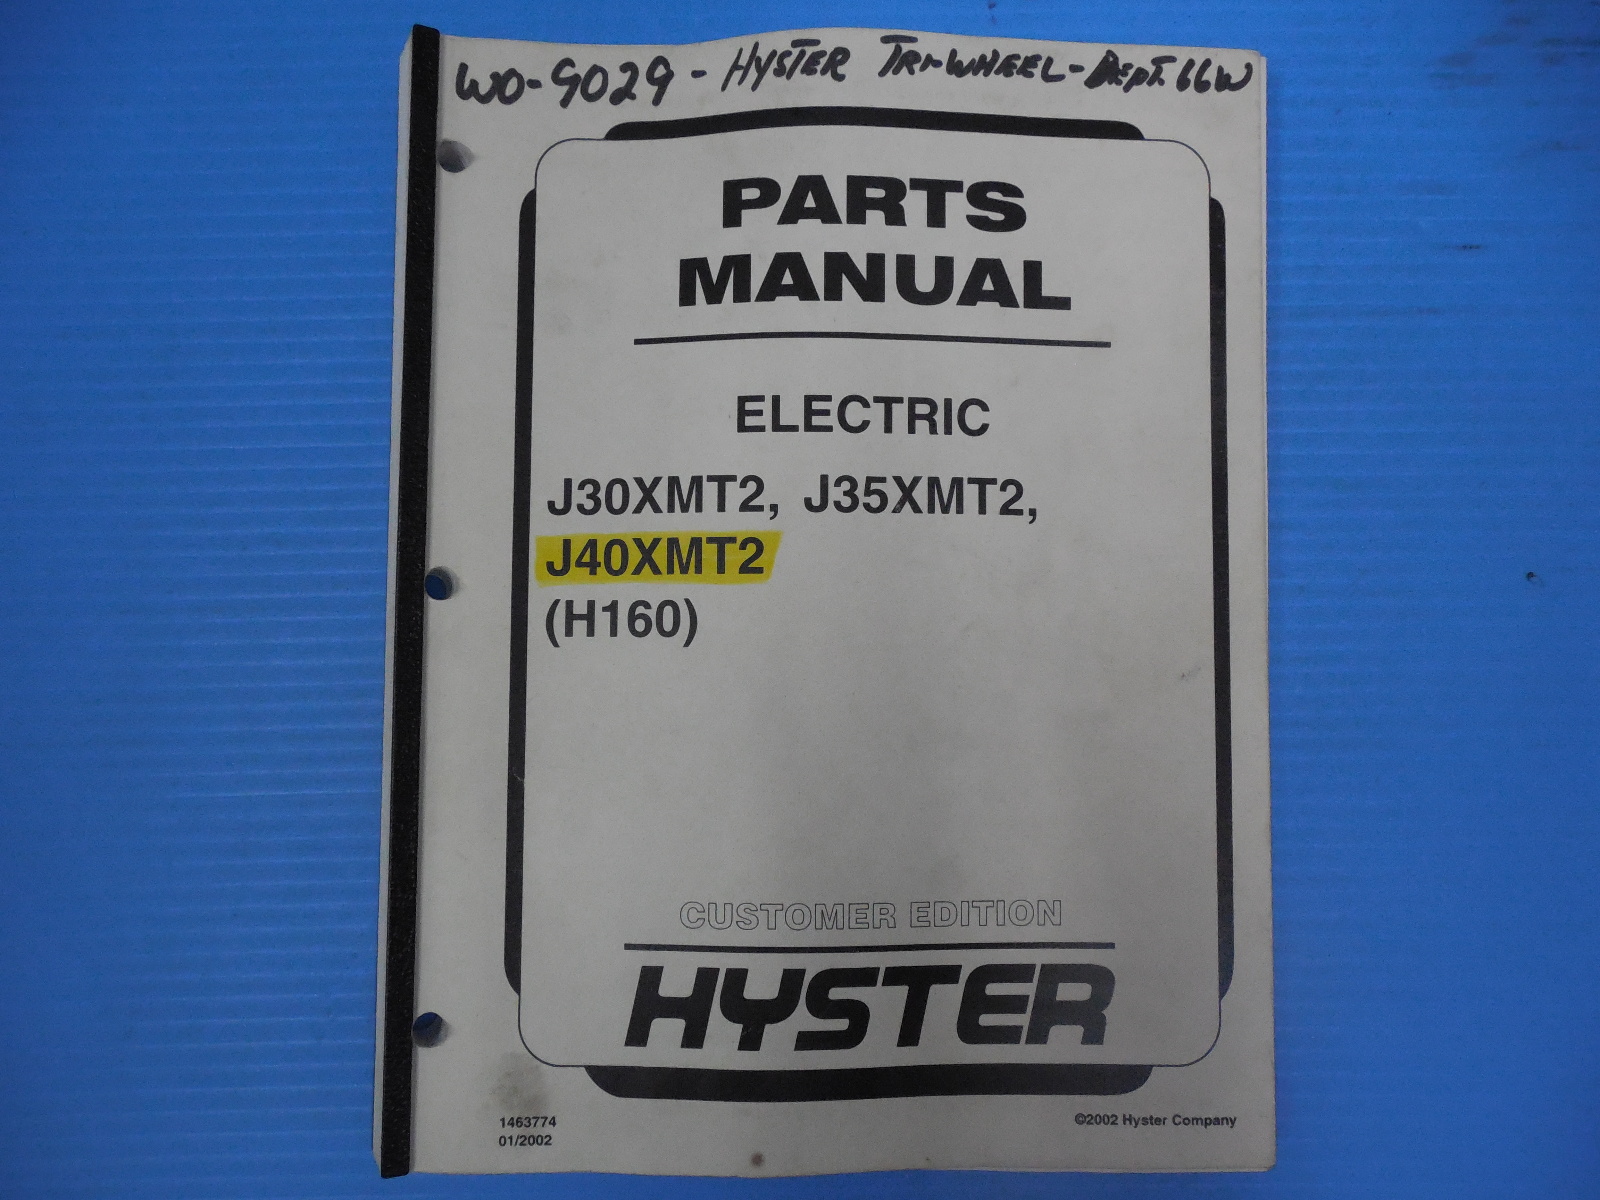 WO-9029 - HYSTER TRI-WHEEL - DEPT. 66W
PARTS
MANUAL
ELECTRIC
J30XMT2, J35XMT2,
J40XMT2
(H160)
CUSTOMER EDITION
HYSTER
1463774
01/2002
©2002 Hyster Company